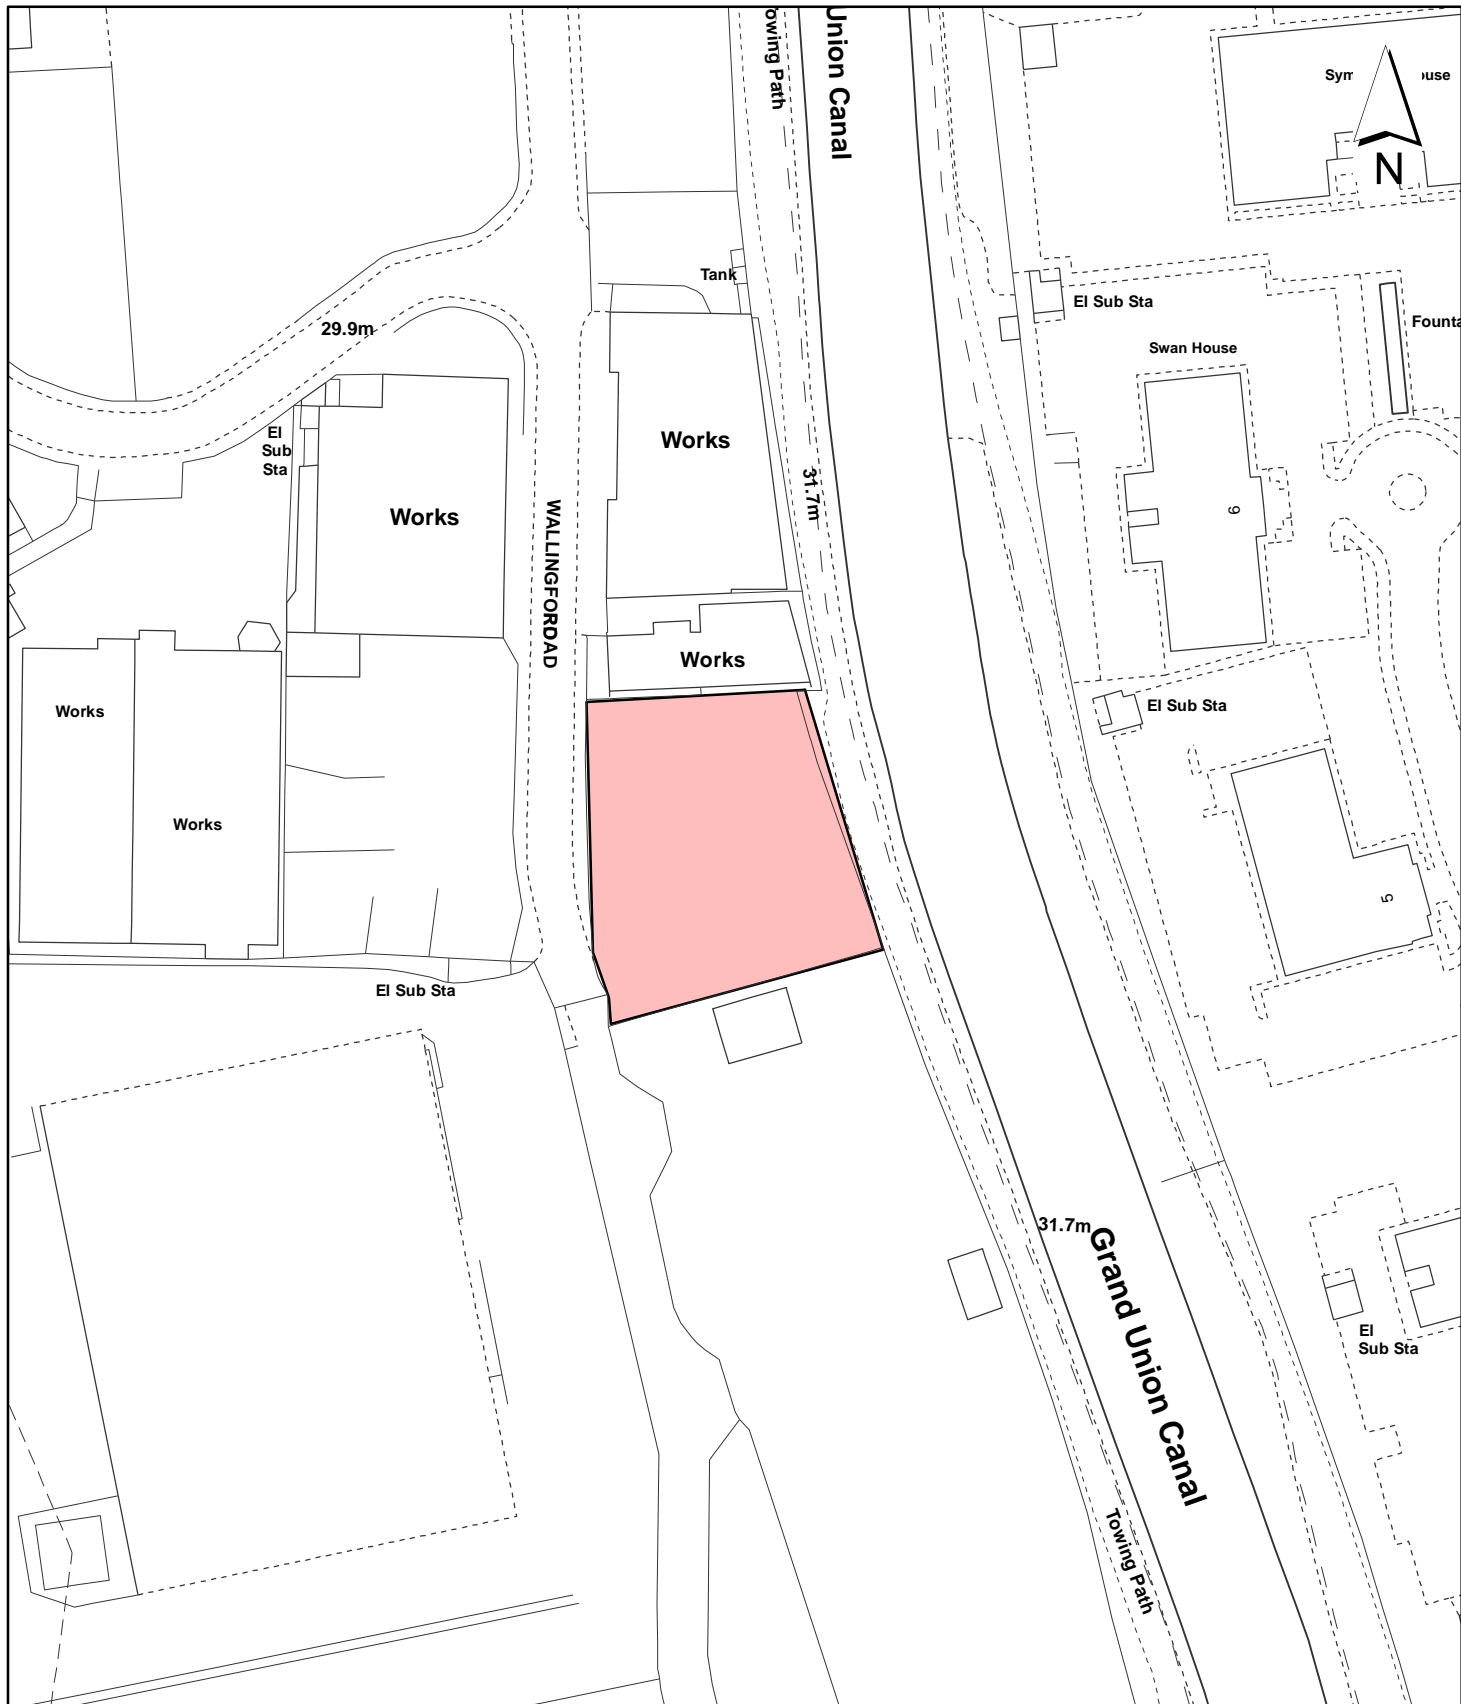 owing Path
Union Canal
Sym
ouse
N
Tank
El Sub Sta
29.9m
Founta
Swan House
El
Sub
Sta
Works
31.7m
Works
WALLINGFORDAD
6
Works
El Sub Sta
Works
Works
5
El Sub Sta
31.7m
Grand Union Canal
El
Sub Sta
Towing Path